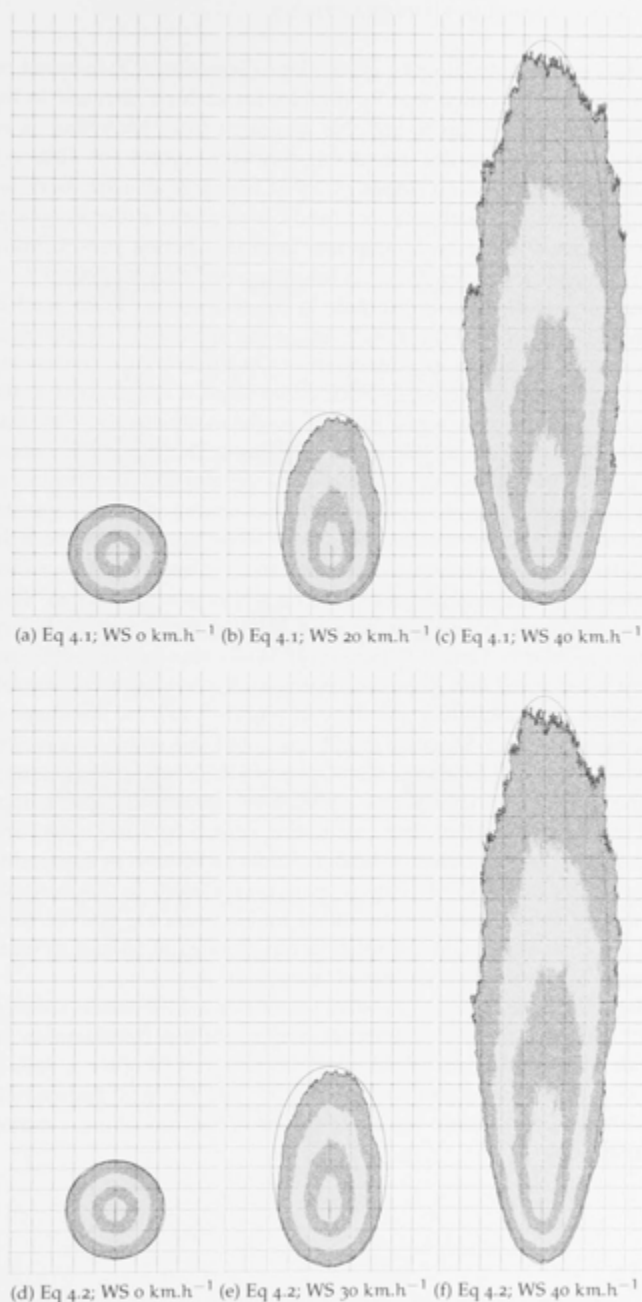 (a) Eq 4.1; WS 0 km.h⁻¹ (b) Eq 4.1; WS 20 km.h⁻¹ (c) Eq 4.1; WS 40 km.h⁻¹
(d) Eq 4.2; WS 0 km.h⁻¹ (e) Eq 4.2; WS 30 km.h⁻¹ (f) Eq 4.2; WS 40 km.h⁻¹